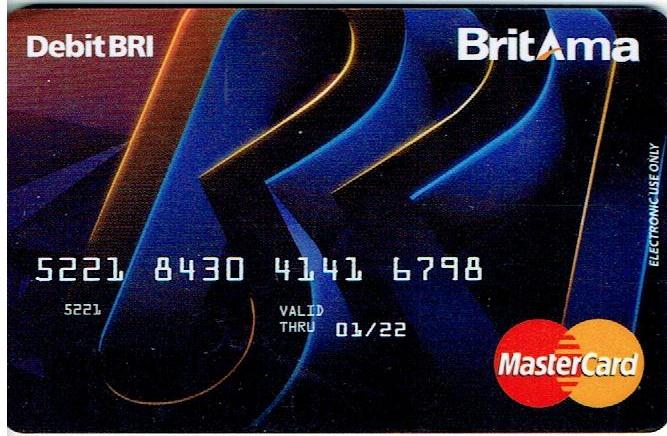 Debit BRI
BritAma
ELECTRONIC USE ONLY
5221 8430 4141 6798
5221
VALID
THRU 01/22
MasterCard